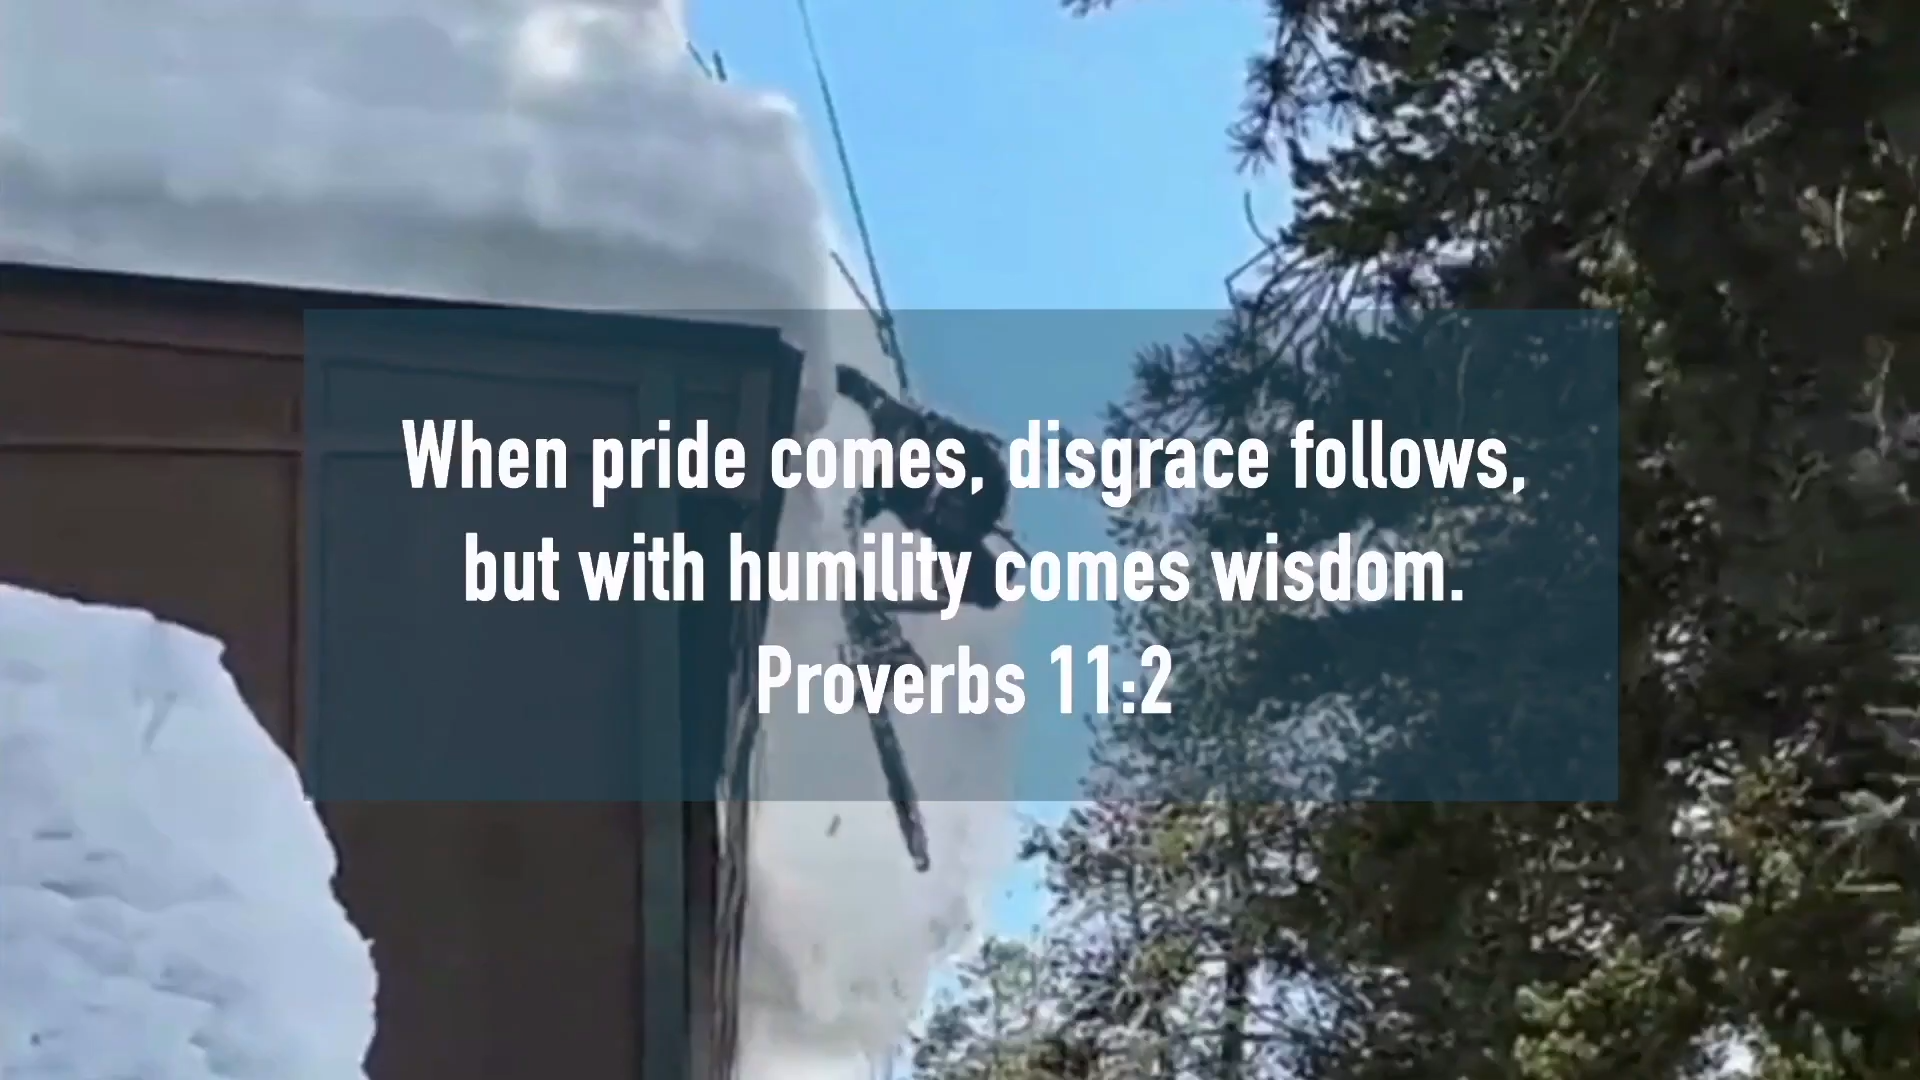 When pride comes, disgrace follows,
but with humility comes wisdom.
Proverbs 11:2